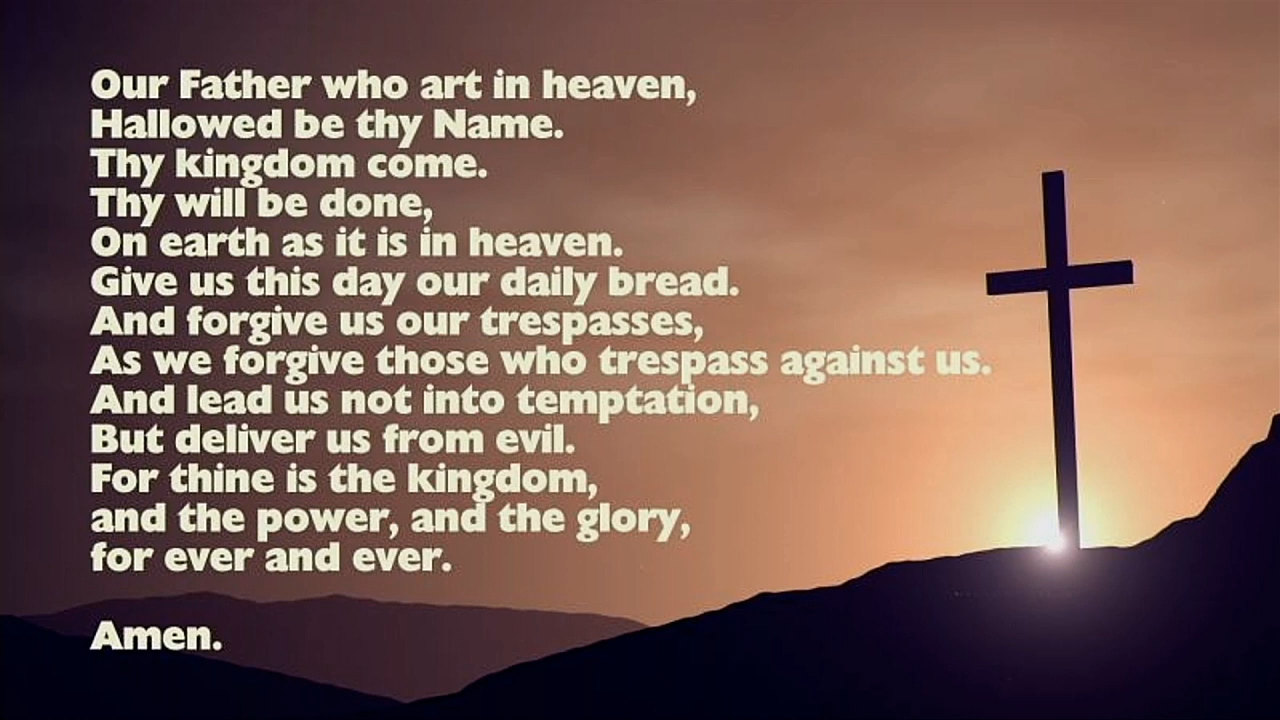 Our Father who art in heaven,
Hallowed be thy Name.
Thy kingdom come.
Thy will be done,
On earth as it is in heaven.
Give us this day our daily bread.
And forgive us our trespasses,
As we forgive those who trespass against us.
And lead us not into temptation,
But deliver us from evil.
For thine is the kingdom,
and the power, and the glory,
for ever and ever.
Amen.